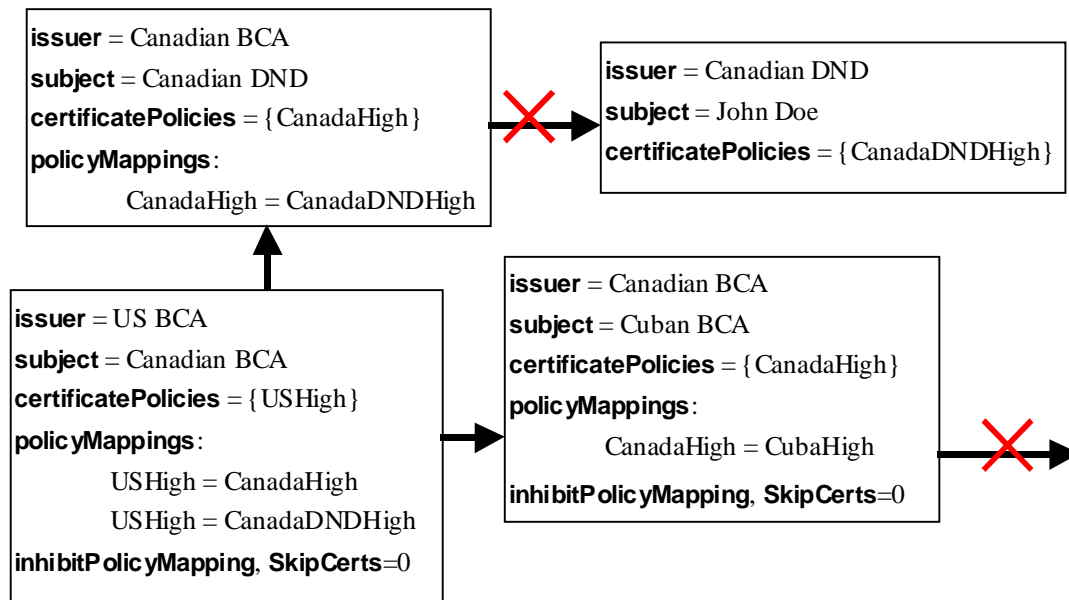 issuer = Canadian BCA
subject = Canadian DND
certificatePolicies = {CanadaHigh}
policyMappings:
CanadaHigh = CanadaDNDHigh
issuer = Canadian DND
subject = John Doe
certificatePolicies = {CanadaDNDHigh}
issuer = US BCA
subject = Canadian BCA
certificatePolicies = {USHigh}
policyMappings:
USHigh = CanadaHigh
USHigh = CanadaDNDHigh
inhibitPolicyMapping, SkipCerts=0
issuer = Canadian BCA
subject = Cuban BCA
certificatePolicies = {CanadaHigh}
policyMappings:
CanadaHigh = CubaHigh
inhibitPolicyMapping, SkipCerts=0